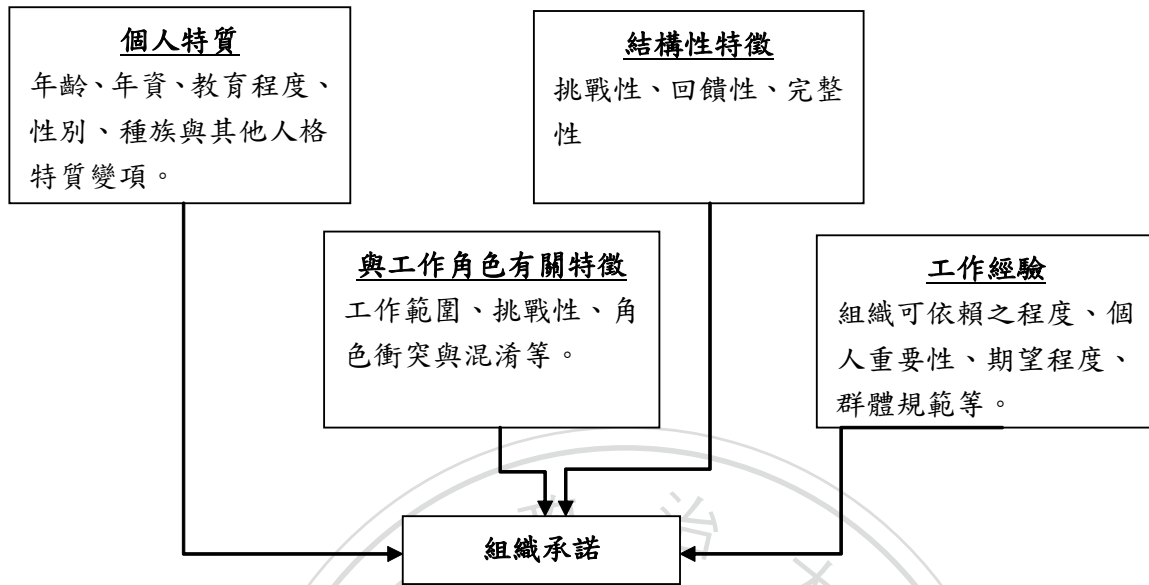 個人特質
年齡、年資、教育程度、
性別、種族與其他人格
特質變項。
結構性特徵
挑戰性、回饋性、完整
性
與工作角色有關特徵
工作範圍、挑戰性、角
色衝突與混淆等。
工作經驗
組織可依賴之程度、個
人重要性、期望程度、
群體規範等。
組織承諾